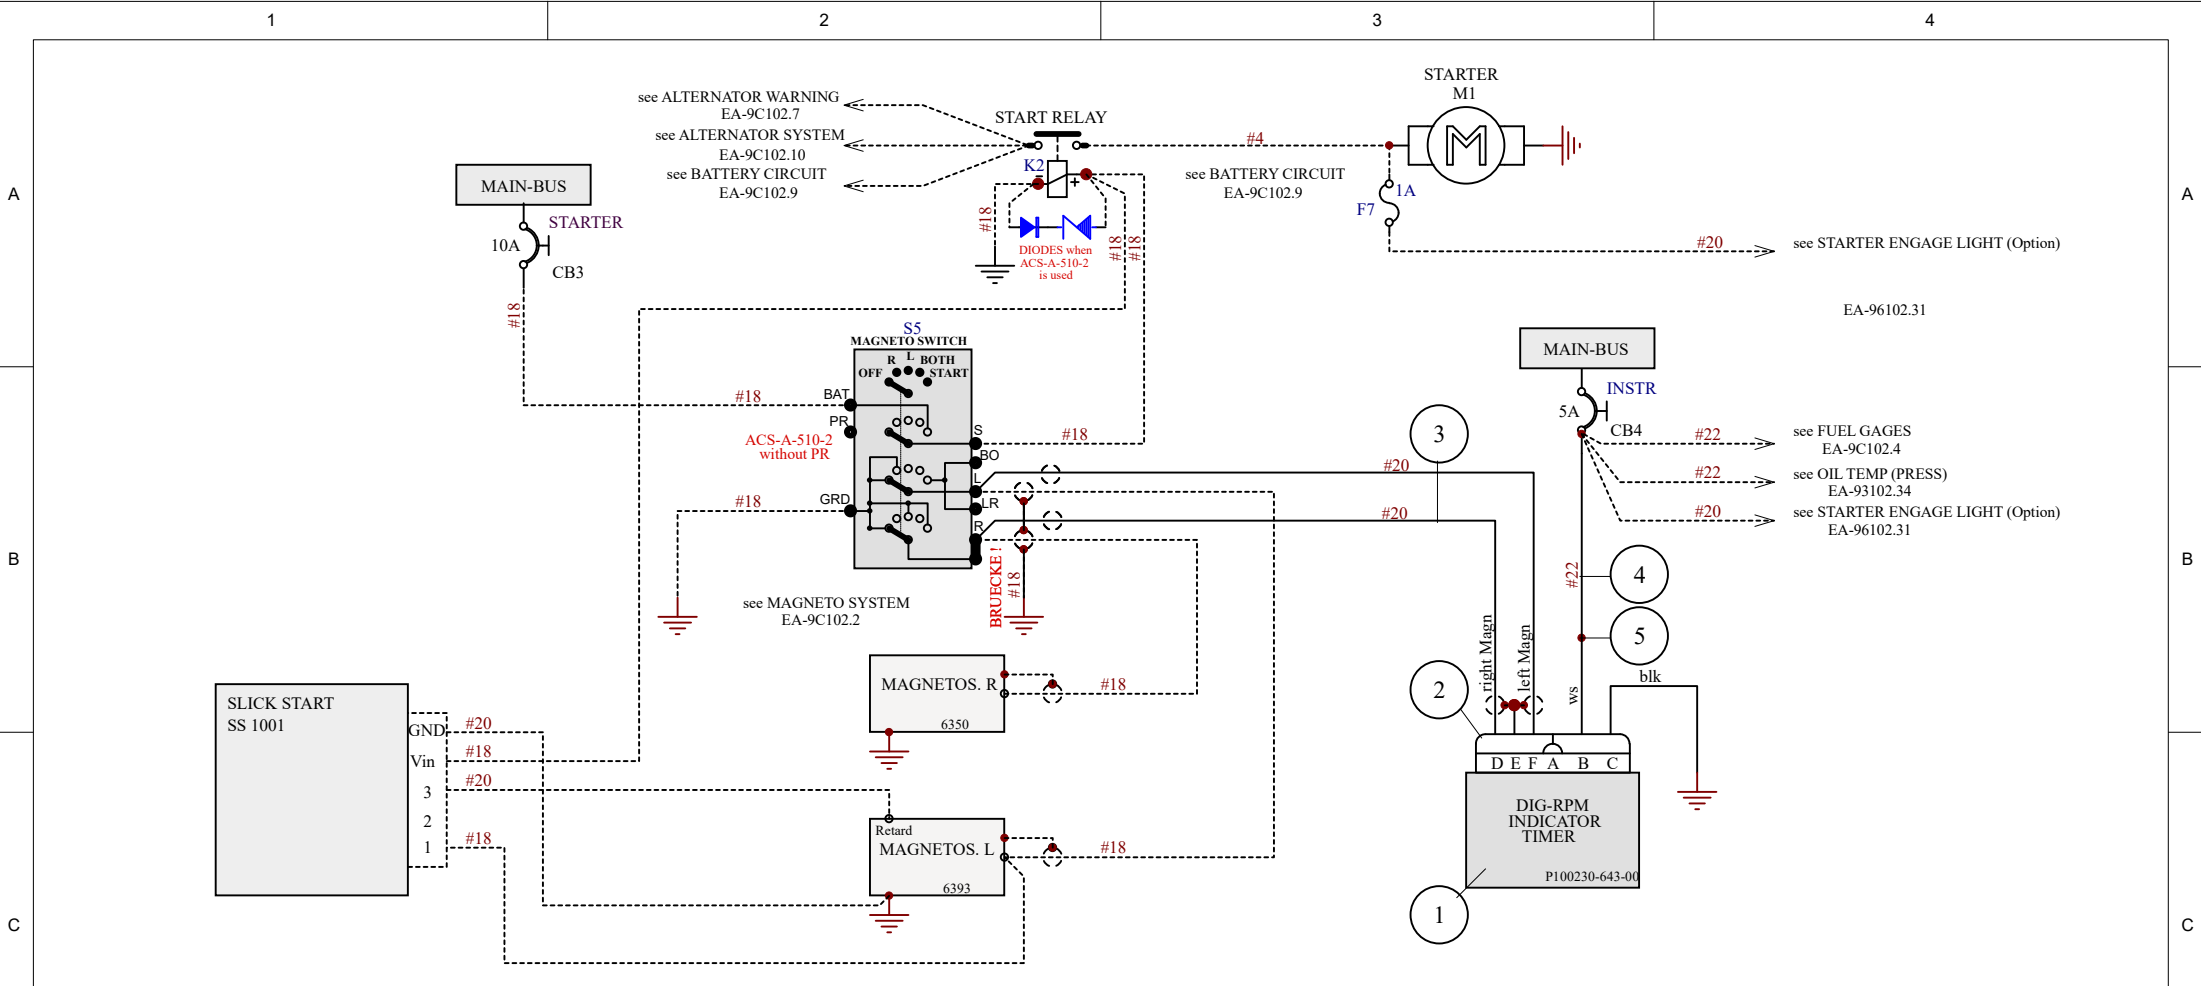 1
2
3
4
A
A
B
B
C
C
see ALTERNATOR WARNING
EA-9C102.7
see ALTERNATOR SYSTEM
EA-9C102.10
see BATTERY CIRCUIT
EA-9C102.9
START RELAY
K2
+
#18
#18
#18
DIODES when
ACS-A-510-2
is used
#4
see BATTERY CIRCUIT
EA-9C102.9
STARTER
M1
M
1A
F7
#20
see STARTER ENGAGE LIGHT (Option)
EA-96102.31
MAIN-BUS
STARTER
10A
CB3
#18
S5
MAGNETO SWITCH
R
L
BOTH
OFF
START
BAT
PR
GRD
S
BO
L
LR
R
#18
ACS-A-510-2
without PR
#18
#18
BRUECKE !
#18
see MAGNETO SYSTEM
EA-9C102.2
MAIN-BUS
INSTR
5A
CB4
#22
see FUEL GAGES
EA-9C102.4
#22
see OIL TEMP (PRESS)
EA-93102.34
#20
see STARTER ENGAGE LIGHT (Option)
EA-96102.31
3
#20
#20
#22
4
5
right Magn
left Magn
ws
blk
2
D E F A B C
DIG-RPM
INDICATOR
TIMER
P100230-643-00
1
MAGNETOS. R
6350
#18
Retard
MAGNETOS. L
6393
#18
SLICK START
SS 1001
GND
Vin
3
2
1
#20
#18
#20
#18